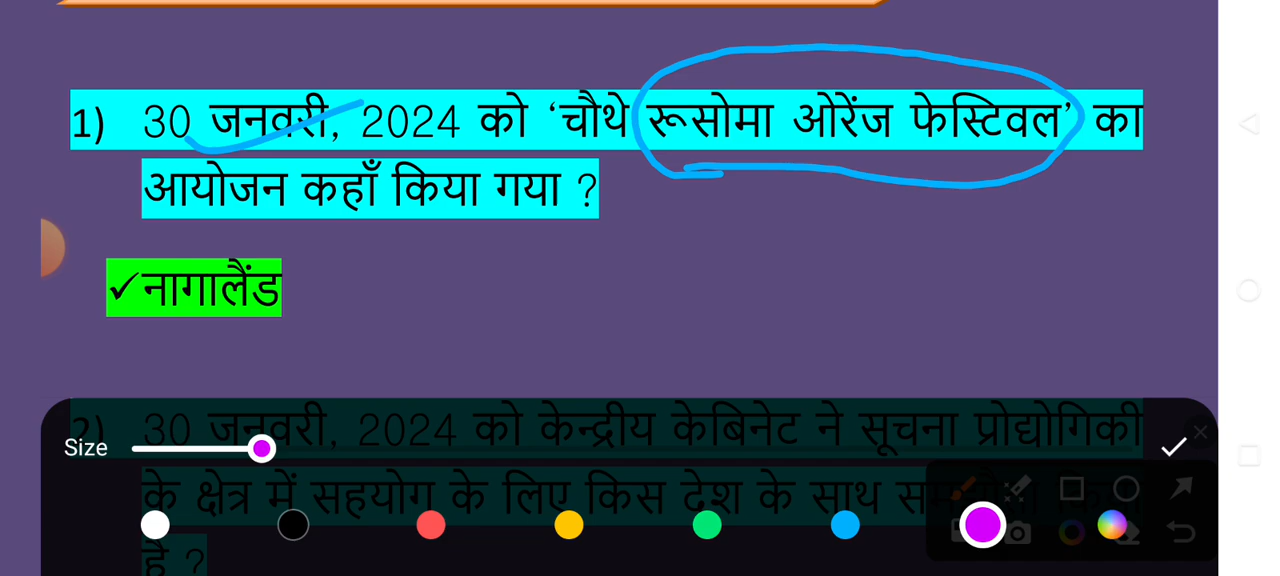 1) 30 जनवरी, 2024 को ‘चौथे रूसोमा ओरेंज फेस्टिवल’ का
आयोजन कहाँ किया गया ?
✓नागालैंड
2) 30 जनवरी, 2024 को केन्द्रीय केबिनेट ने सूचना प्रोद्योगिकी
Size
के क्षेत्र में सहयोग के लिए किस देश के साथ
है ?